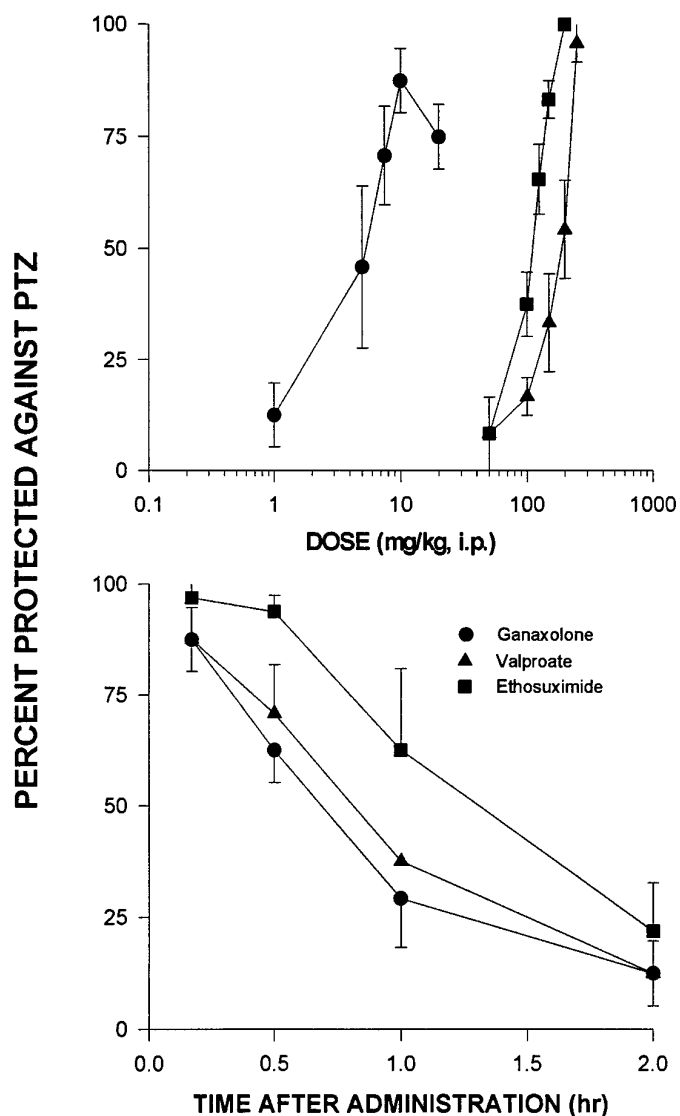 PERCENT PROTECTED AGAINST PTZ
100
75
50
25
0
0.1 1 10 100 1000
DOSE (mg/kg, i.p.)
100
75
50
25
0
Ganaxolone
Valproate
Ethosuximide
0.0 0.5 1.0 1.5 2.0
TIME AFTER ADMINISTRATION (hr)